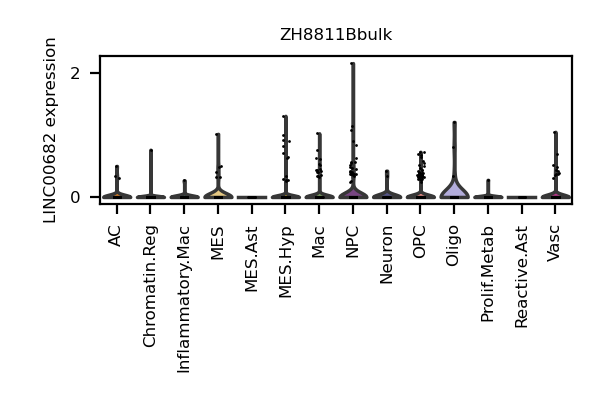 ZH8811Bbulk
LINC00682 expression
2
0
AC
Chromatin.Reg
Inflammatory.Mac
MES
MES.Ast
MES.Hyp
Mac
NPC
Neuron
OPC
Oligo
Prolif.Metab
Reactive.Ast
Vasc